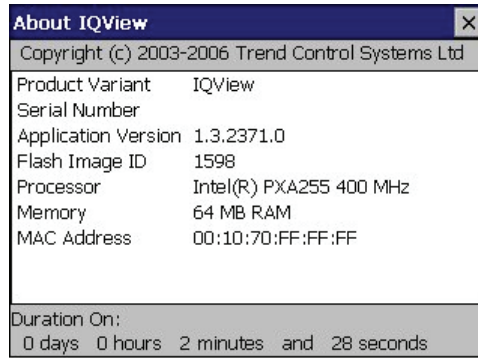 About IQView
Copyright (c) 2003-2006 Trend Control Systems Ltd
Product Variant IQView
Serial Number
Application Version 1.3.2371.0
Flash Image ID 1598
Processor Intel(R) PXA255 400 MHz
Memory 64 MB RAM
MAC Address 00:10:70:FF:FF:FF
Duration On:
0 days 0 hours 2 minutes and 28 seconds